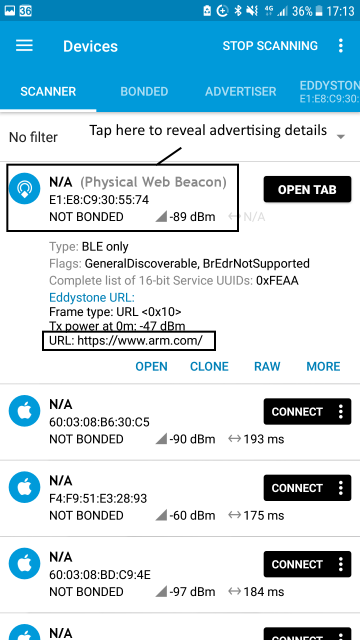 36
4G
36%
17:13
Devices
STOP SCANNING
SCANNER
BONDED
ADVERTISER
EDDYSTON
E1:E8:C9:30:
No filter
Tap here to reveal advertising details
N/A (Physical Web Beacon)
OPEN TAB
E1:E8:C9:30:55:74
NOT BONDED
-89 dBm
N/A
Type: BLE only
Flags: GeneralDiscoverable, BrEdrNotSupported
Complete list of 16-bit Service UUIDs: 0xFEAA
Eddystone URL:
Frame type: URL <0x10>
Tx power at 0m: -47 dBm
URL: https://www.arm.com/
OPEN
CLONE
RAW
MORE
N/A
60:03:08:B6:30:C5
CONNECT
NOT BONDED
-90 dBm
193 ms
N/A
F4:F9:51:E3:28:93
CONNECT
NOT BONDED
-60 dBm
175 ms
N/A
60:03:08:BD:C9:4E
CONNECT
NOT BONDED
-97 dBm
184 ms
N/A